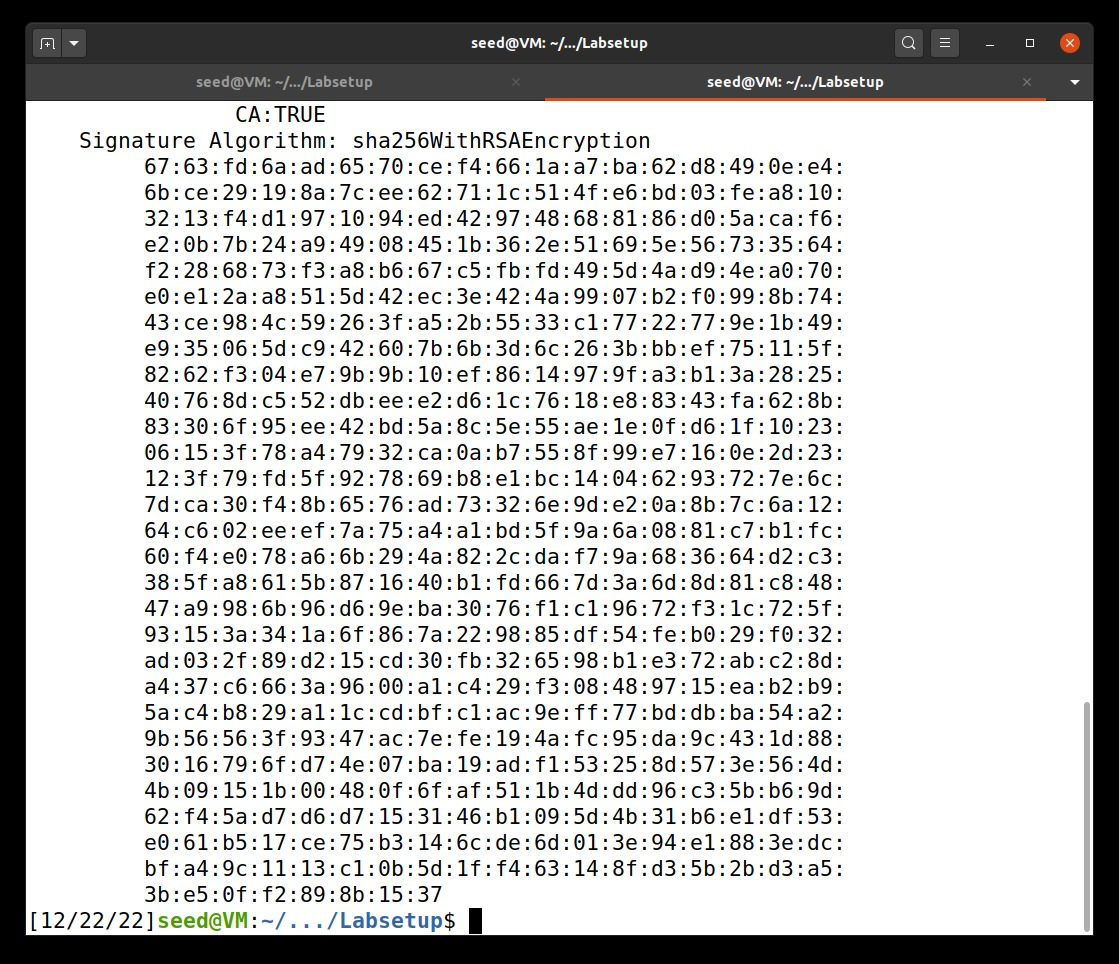 seed@VM: ~/.../Labsetup
seed@VM: ~/.../Labsetup
seed@VM: ~/.../Labsetup
CA:TRUE
Signature Algorithm: sha256WithRSAEncryption
67:63:fd:6a:ad:65:70:ce:f4:66:1a:a7:ba:62:d8:49:0e:e4:
6b:ce:29:19:8a:7c:ee:62:71:1c:51:4f:e6:bd:03:fe:a8:10:
32:13:f4:d1:97:10:94:ed:42:97:48:68:81:86:d0:5a:ca:f6:
e2:0b:7b:24:a9:49:08:45:1b:36:2e:51:69:5e:56:73:35:64:
f2:28:68:73:f3:a8:b6:67:c5:fb:fd:49:5d:4a:d9:4e:a0:70:
e0:e1:2a:a8:51:5d:42:ec:3e:42:4a:99:07:b2:f0:99:8b:74:
43:ce:98:4c:59:26:3f:a5:2b:55:33:c1:77:22:77:9e:1b:49:
e9:35:06:5d:c9:42:60:7b:6b:3d:6c:26:3b:bb:ef:75:11:5f:
82:62:f3:04:e7:9b:9b:10:ef:86:14:97:9f:a3:b1:3a:28:25:
40:76:8d:c5:52:db:ee:e2:d6:1c:76:18:e8:83:43:fa:62:8b:
83:30:6f:95:ee:42:bd:5a:8c:5e:55:ae:1e:0f:d6:1f:10:23:
06:15:3f:78:a4:79:32:ca:0a:b7:55:8f:99:e7:16:0e:2d:23:
12:3f:79:fd:5f:92:78:69:b8:e1:bc:14:04:62:93:72:7e:6c:
7d:ca:30:f4:8b:65:76:ad:73:32:6e:9d:e2:0a:8b:7c:6a:12:
64:c6:02:ee:ef:7a:75:a4:a1:bd:5f:9a:6a:08:81:c7:b1:fc:
60:f4:e0:78:a6:6b:29:4a:82:2c:da:f7:9a:68:36:64:d2:c3:
38:5f:a8:61:5b:87:16:40:b1:fd:66:7d:3a:6d:8d:81:c8:48:
47:a9:98:6b:96:d6:9e:ba:30:76:f1:c1:96:72:f3:1c:72:5f:
93:15:3a:34:1a:6f:86:7a:22:98:85:df:54:fe:b0:29:f0:32:
ad:03:2f:89:d2:15:cd:30:fb:32:65:98:b1:e3:72:ab:c2:8d:
a4:37:c6:66:3a:96:00:a1:c4:29:f3:08:48:97:15:ea:b2:b9:
5a:c4:b8:29:a1:1c:cd:bf:c1:ac:9e:ff:77:bd:db:ba:54:a2:
9b:56:56:3f:93:47:ac:7e:fe:19:4a:fc:95:da:9c:43:1d:88:
30:16:79:6f:d7:4e:07:ba:19:ad:f1:53:25:8d:57:3e:56:4d:
4b:09:15:1b:00:48:0f:6f:af:51:1b:4d:dd:96:c3:5b:b6:9d:
62:f4:5a:d7:d6:d7:15:31:46:b1:09:5d:4b:31:b6:e1:df:53:
e0:61:b5:17:ce:75:b3:14:6c:de:6d:01:3e:94:e1:88:3e:dc:
bf:a4:9c:11:13:c1:0b:5d:1f:f4:63:14:8f:d3:5b:2b:d3:a5:
3b:e5:0f:f2:89:8b:15:37
[12/22/22]seed@VM:~/.../Labsetup$